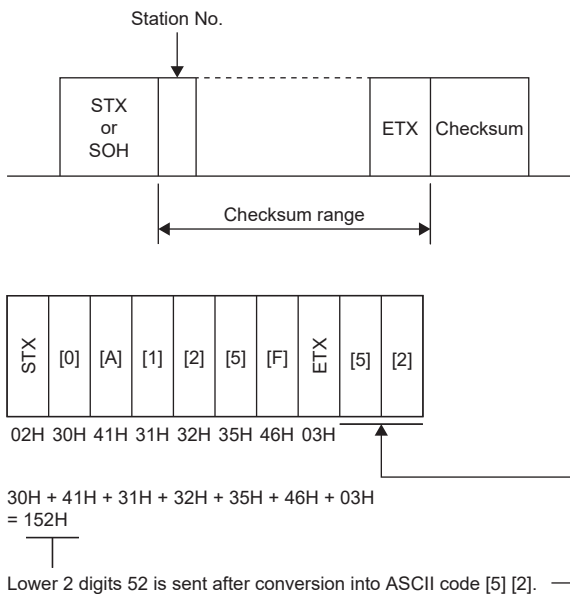 Station No.
STX
or
SOH
ETX
Checksum
Checksum range
STX [0] [A] [1] [2] [5] [F] ETX [5] [2]
02H 30H 41H 31H 32H 35H 46H 03H
30H + 41H + 31H + 32H + 35H + 46H + 03H
= 152H
Lower 2 digits 52 is sent after conversion into ASCII code [5] [2].